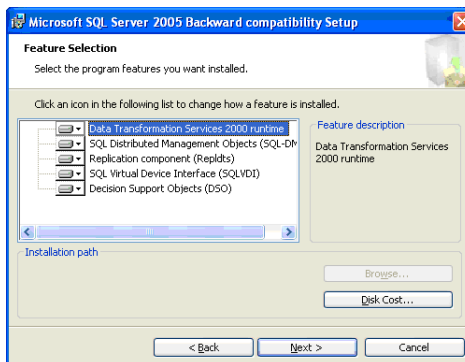 Microsoft SQL Server 2005 Backward compatibility Setup
Feature Selection
Select the program features you want installed.
Click an icon in the following list to change how a feature is installed.
Data Transformation Services 2000 runtime
SQL Distributed Management Objects (SQL-DM
Replication component (Repldts)
SQL Virtual Device Interface (SQLVDI)
Decision Support Objects (DSO)
Feature description
Data Transformation Services
2000 runtime
Installation path
Browse...
Disk Cost...
< Back
Next >
Cancel